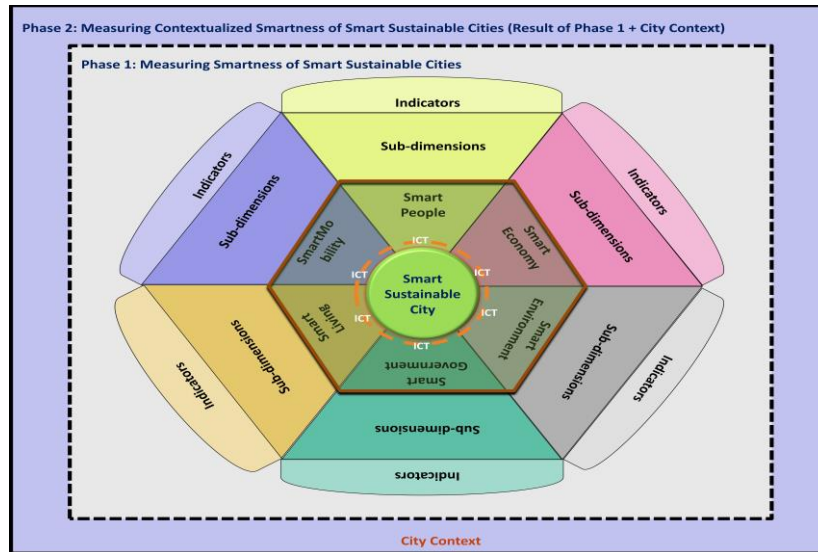 Phase 2: Measuring Contextualized Smartness of Smart Sustainable Cities (Result of Phase 1 + City Context)
Phase 1: Measuring Smartness of Smart Sustainable Cities
Indicators
Sub-dimensions
Smart
People
Indicators
Sub-dimensions
SmartMo
bility
Indicators
Sub-dimensions
Smart
Economy
ICT
ICT
ICT
Smart
Sustainable
City
ICT
ICT
ICT
Smart
Living
Sub-dimensions
Indicators
Smart
Environment
Sub-dimensions
Indicators
Smart
Government
Sub-dimensions
Indicators
City Context